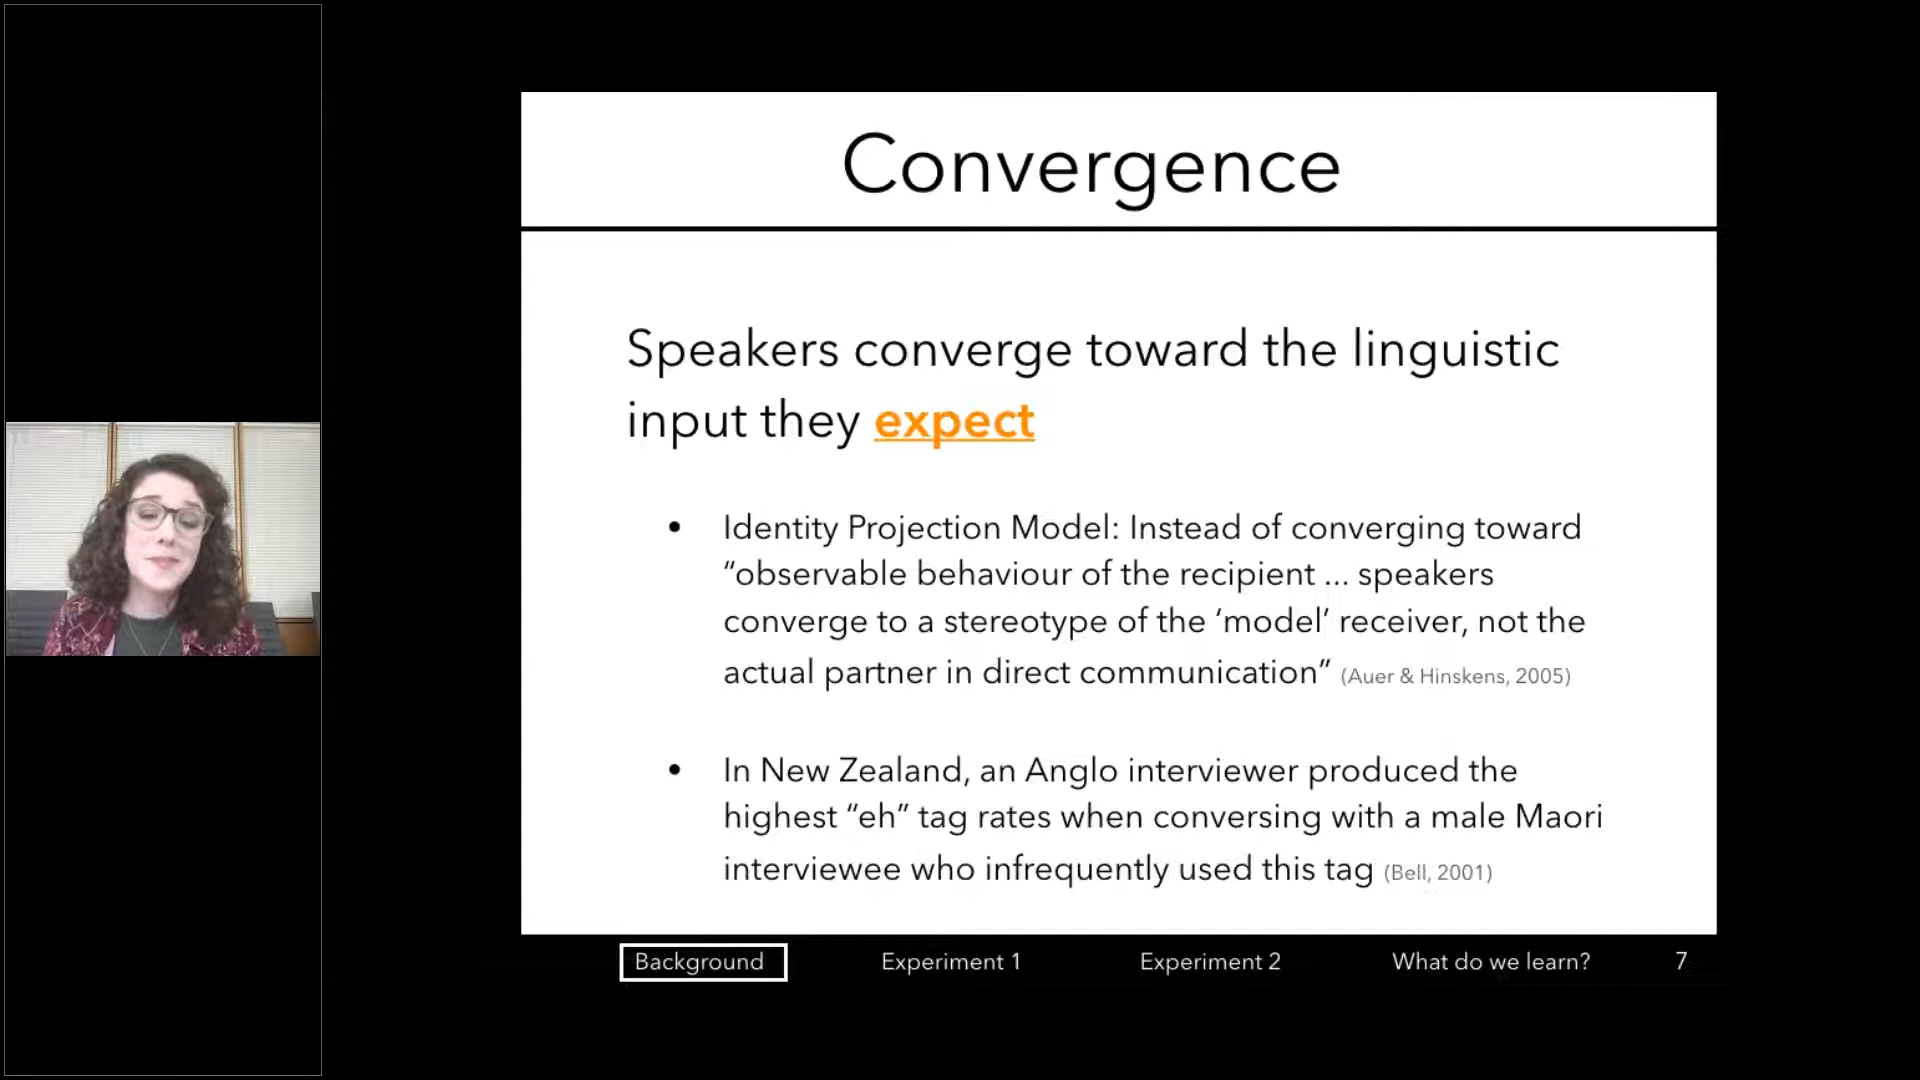 Convergence
Speakers converge toward the linguistic
input they expect
• Identity Projection Model: Instead of converging toward
“observable behaviour of the recipient ... speakers
converge to a stereotype of the ‘model’ receiver, not the
actual partner in direct communication” (Auer & Hinskens, 2005)
• In New Zealand, an Anglo interviewer produced the
highest “eh” tag rates when conversing with a male Maori
interviewee who infrequently used this tag (Bell, 2001)
Background Experiment 1 Experiment 2 What do we learn? 7